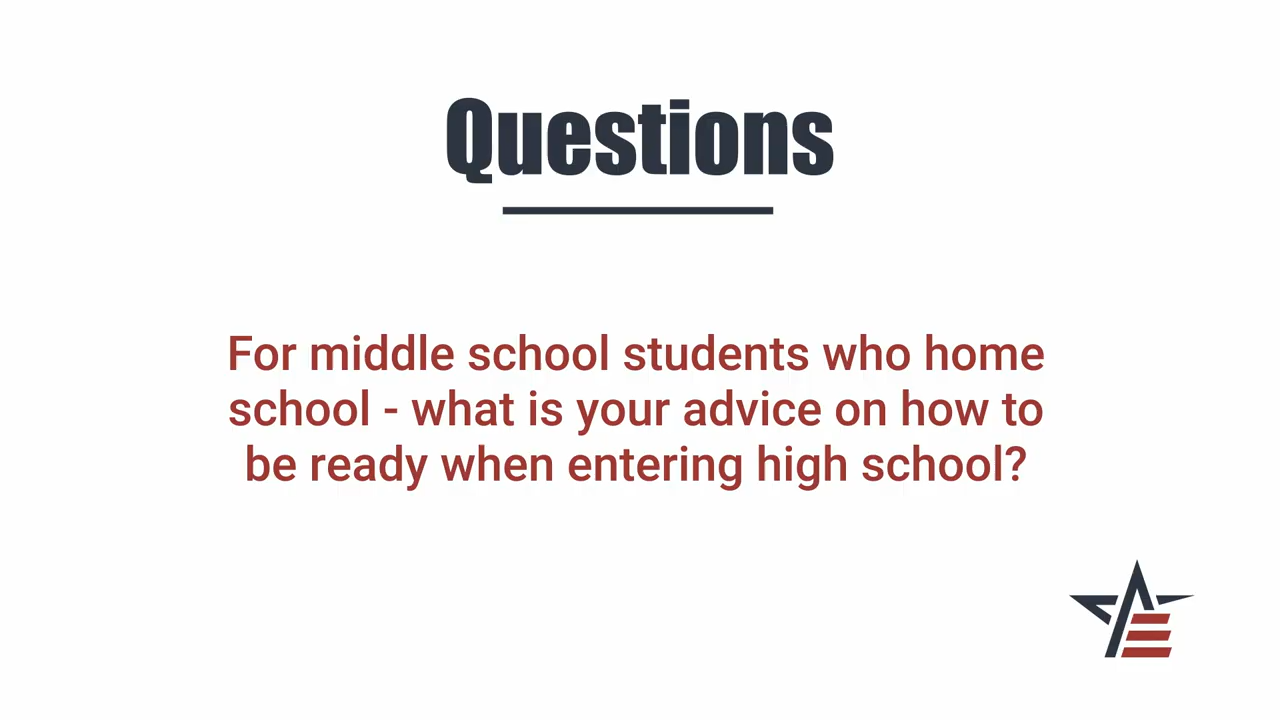 Questions
For middle school students who home
school - what is your advice on how to
be ready when entering high school?